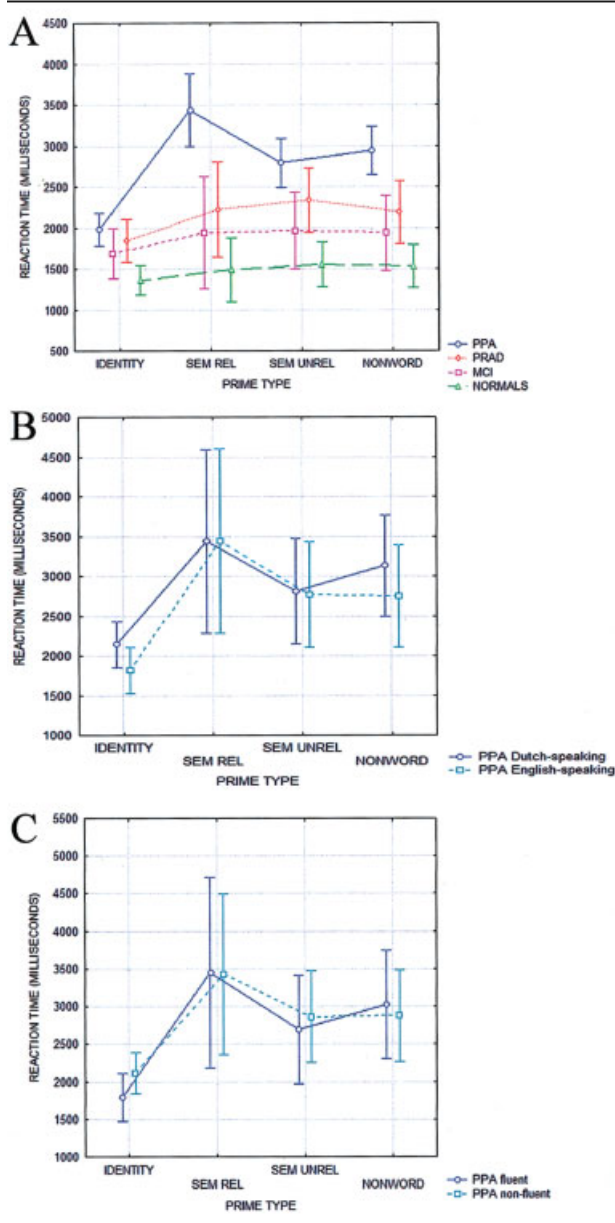 A
REACTION TIME (MILLISECONDS)
4500
4000
3500
3000
2500
2000
1500
1000
500
IDENTITY
SEM REL
SEM UNREL
NONWORD
PRIME TYPE
PPA
PRAD
MCI
NORMALS
B
REACTION TIME (MILLISECONDS)
5000
4500
4000
3500
3000
2500
2000
1500
1000
IDENTITY
SEM REL
SEM UNREL
NONWORD
PRIME TYPE
PPA Dutch-speaking
PPA English-speaking
C
REACTION TIME (MILLISECONDS)
5500
5000
4500
4000
3500
3000
2500
2000
1500
1000
IDENTITY
SEM REL
SEM UNREL
NONWORD
PRIME TYPE
PPA fluent
PPA non-fluent